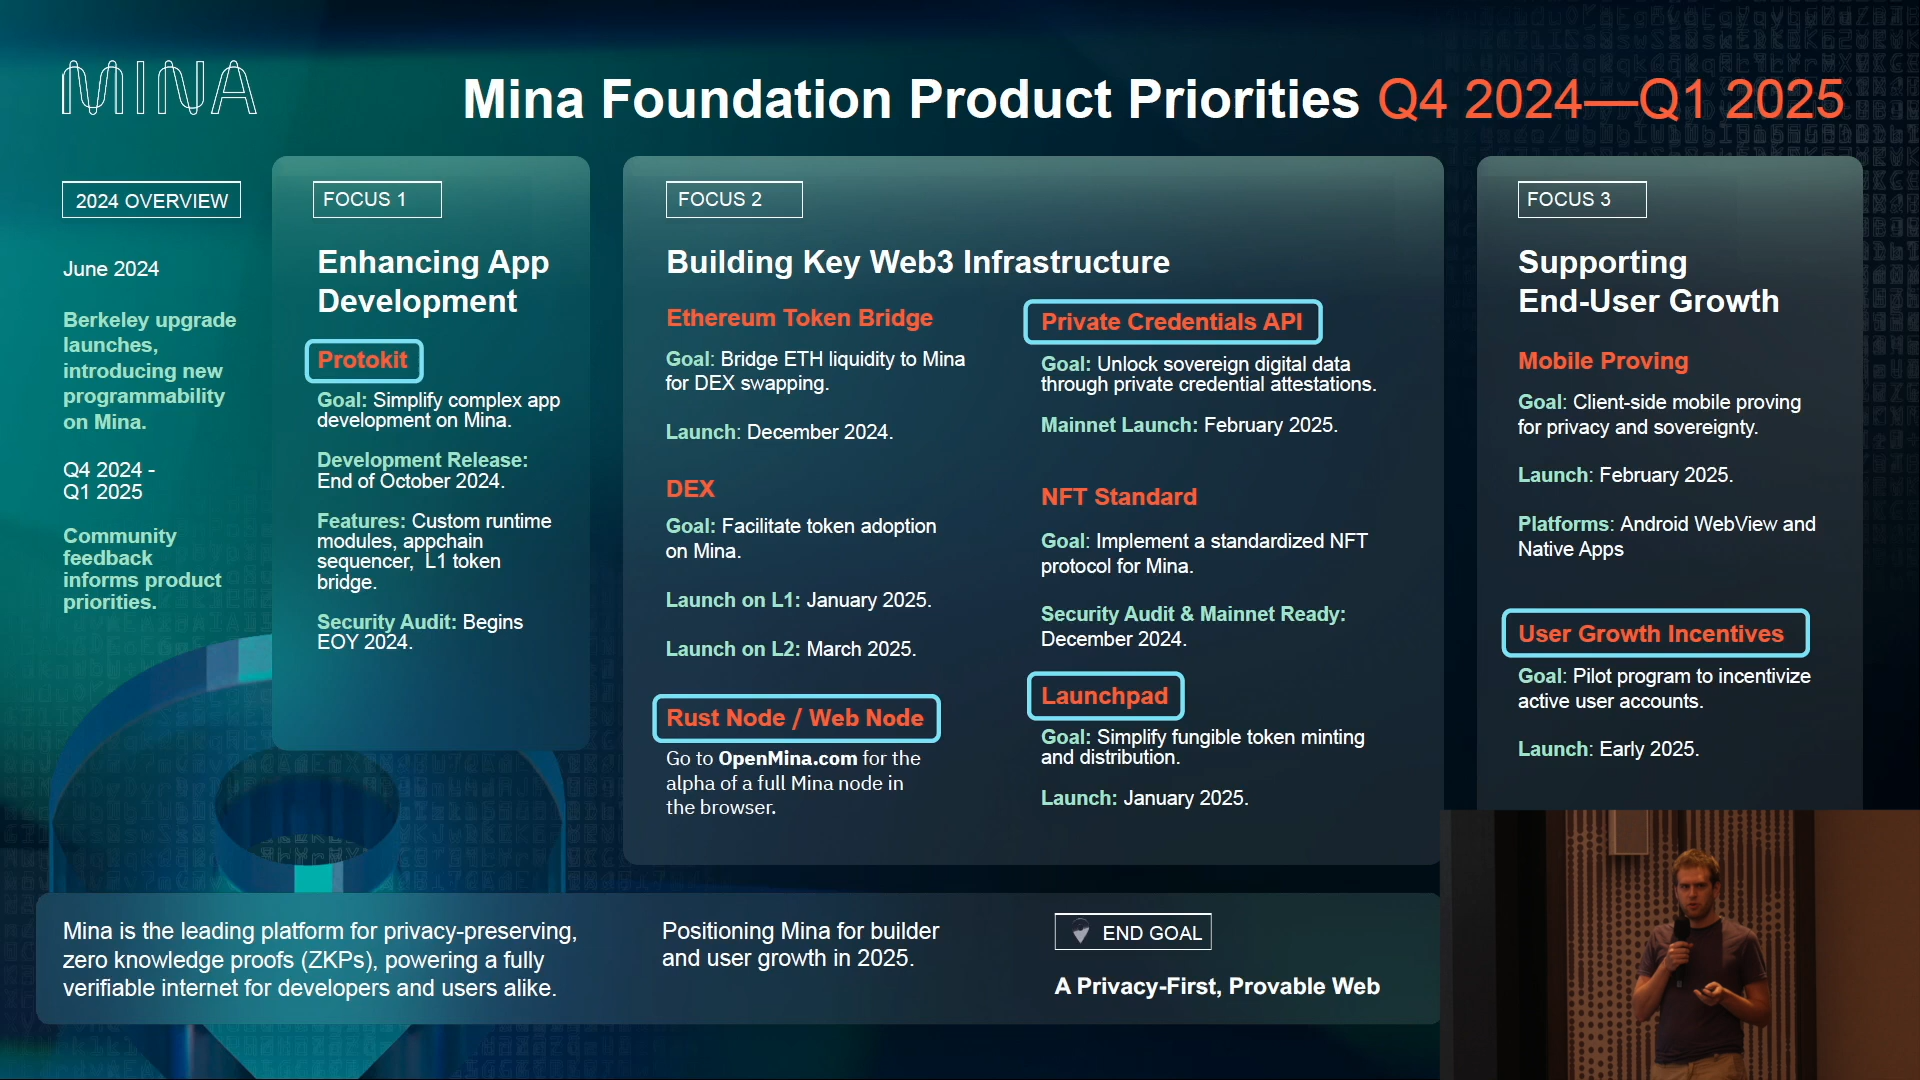 MINA
Mina Foundation Product Priorities Q4 2024—Q1 2025
2024 OVERVIEW
June 2024
Berkeley upgrade
launches,
introducing new
programmability
on Mina.
Q4 2024 -
Q1 2025
Community
feedback
informs product
priorities.
FOCUS 1
Enhancing App
Development
Protokit
Goal: Simplify complex app
development on Mina.
Development Release:
End of October 2024.
Features: Custom runtime
modules, appchain
sequencer, L1 token
bridge.
Security Audit: Begins
EOY 2024.
FOCUS 2
Building Key Web3 Infrastructure
Ethereum Token Bridge
Goal: Bridge ETH liquidity to Mina
for DEX swapping.
Launch: December 2024.
DEX
Goal: Facilitate token adoption
on Mina.
Launch on L1: January 2025.
Launch on L2: March 2025.
Rust Node / Web Node
Go to OpenMina.com for the
alpha of a full Mina node in
the browser.
Private Credentials API
Goal: Unlock sovereign digital data
through private credential attestations.
Mainnet Launch: February 2025.
NFT Standard
Goal: Implement a standardized NFT
protocol for Mina.
Security Audit & Mainnet Ready:
December 2024.
Launchpad
Goal: Simplify fungible token minting
and distribution.
Launch: January 2025.
FOCUS 3
Supporting
End-User Growth
Mobile Proving
Goal: Client-side mobile proving
for privacy and sovereignty.
Launch: February 2025.
Platforms: Android WebView and
Native Apps
User Growth Incentives
Goal: Pilot program to incentivize
active user accounts.
Launch: Early 2025.
Mina is the leading platform for privacy-preserving,
zero knowledge proofs (ZKPs), powering a fully
verifiable internet for developers and users alike.
Positioning Mina for builder
and user growth in 2025.
END GOAL
A Privacy-First, Provable Web